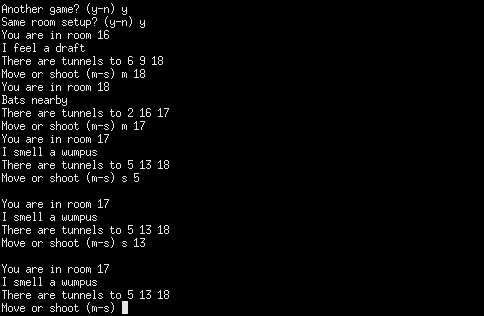 Another game? (y-n) y
Same room setup? (y-n) y
You are in room 16
I feel a draft
There are tunnels to 6 9 18
Move or shoot (m-s) m 18
You are in room 18
Bats nearby
There are tunnels to 2 16 17
Move or shoot (m-s) m 17
You are in room 17
I smell a wumpus
There are tunnels to 5 13 18
Move or shoot (m-s) s 5
You are in room 17
I smell a wumpus
There are tunnels to 5 13 18
Move or shoot (m-s) s 13
You are in room 17
I smell a wumpus
There are tunnels to 5 13 18
Move or shoot (m-s)